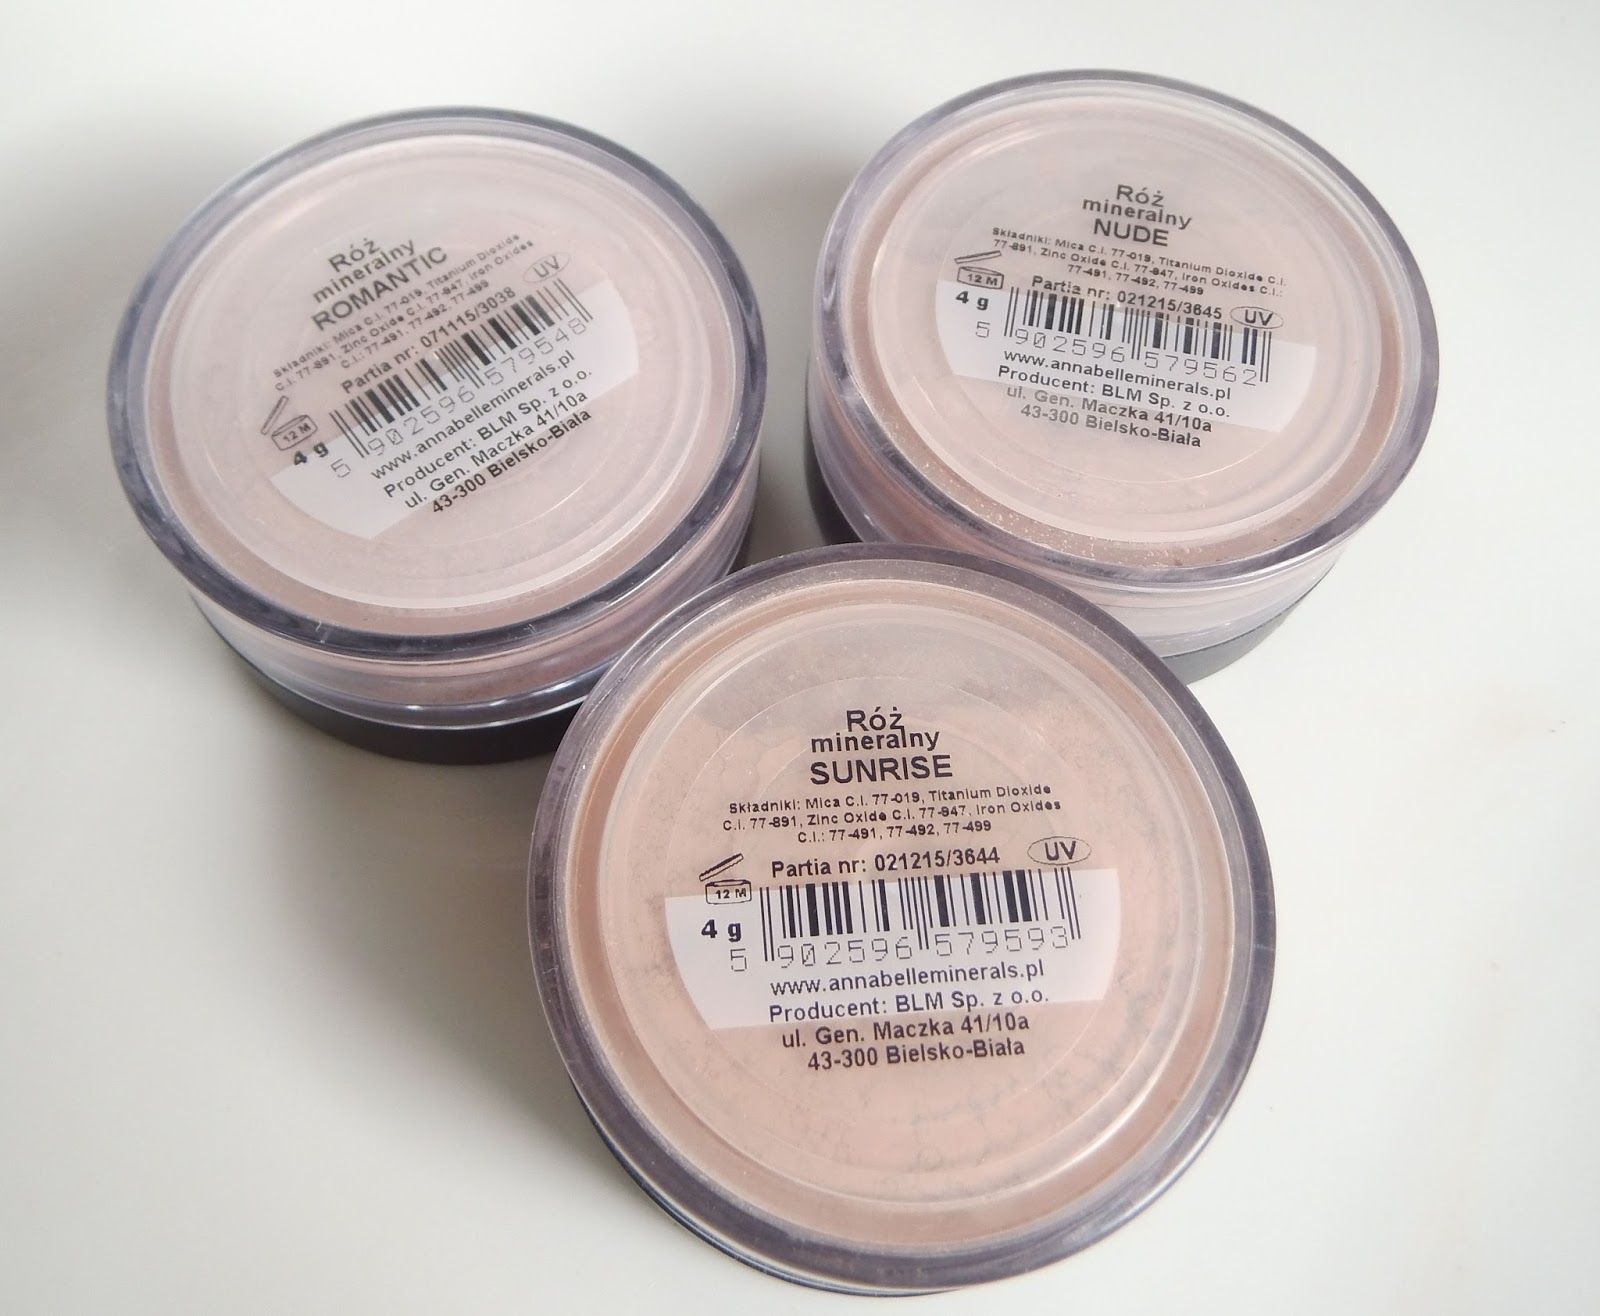 Róż
mineralny
ROMANTIC
Składniki: Mica C.I. 77-019, Titanium Dioxide
C.I. 77-891, Zinc Oxide C.I. 77-947, Iron Oxides
C.I.: 77-491, 77-492, 77-499
Partia nr: 071115/3038
UV
12 M
4 g
5 902596 579548
www.annabelleminerals.pl
Producent: BLM Sp. z o.o.
ul. Gen. Maczka 41/10a
43-300 Bielsko-Biała
Róż
mineralny
NUDE
Składniki: Mica C.I. 77-019, Titanium Dioxide C.I.
77-891, Zinc Oxide C.I. 77-947, Iron Oxides C.I.:
77-491, 77-492, 77-499
Partia nr: 021215/3645
UV
12 M
4 g
5 902596 579562
www.annabelleminerals.pl
Producent: BLM Sp. z o.o.
ul. Gen. Maczka 41/10a
43-300 Bielsko-Biała
Róż
mineralny
SUNRISE
Składniki: Mica C.I. 77-019, Titanium Dioxide
C.I. 77-891, Zinc Oxide C.I. 77-947, Iron Oxides
C.I.: 77-491, 77-492, 77-499
Partia nr: 021215/3644
UV
12 M
4 g
5 902596 579593
www.annabelleminerals.pl
Producent: BLM Sp. z o.o.
ul. Gen. Maczka 41/10a
43-300 Bielsko-Biała